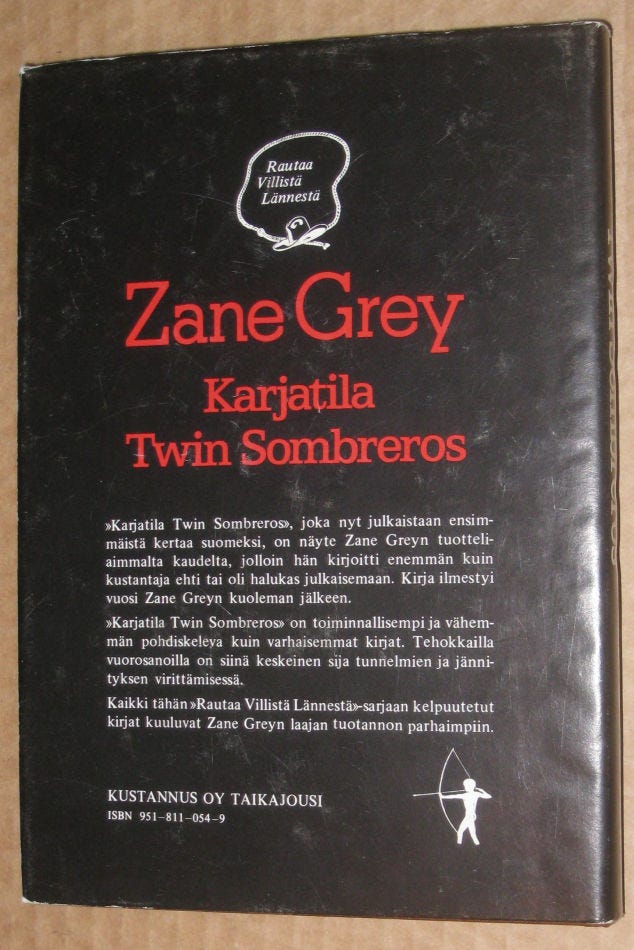 Rautaa
Villistä
Lännestä
Zane Grey
Karjatila
Twin Sombreros
»Karjatila Twin Sombreros», joka nyt julkaistaan ensim-
mäistä kertaa suomeksi, on näyte Zane Greyn tuotteli-
aimmalta kaudelta, jolloin hän kirjoitti enemmän kuin
kustantaja ehti tai oli halukas julkaisemaan. Kirja ilmestyi
vuosi Zane Greyn kuoleman jälkeen.
»Karjatila Twin Sombreros» on toiminnallisempi ja vähem-
män pohdiskeleva kuin varhaisemmat kirjat. Tehokkailla
vuorosanoilla on siinä keskeinen sija tunnelmien ja jänni-
tyksen virittämisessä.
Kaikki tähän »Rautaa Villistä Lännestä»-sarjaan kelpuutetut
kirjat kuuluvat Zane Greyn laajan tuotannon parhaimpiin.
KUSTANNUS OY TAIKAJOUSI
ISBN 951–811–054–9